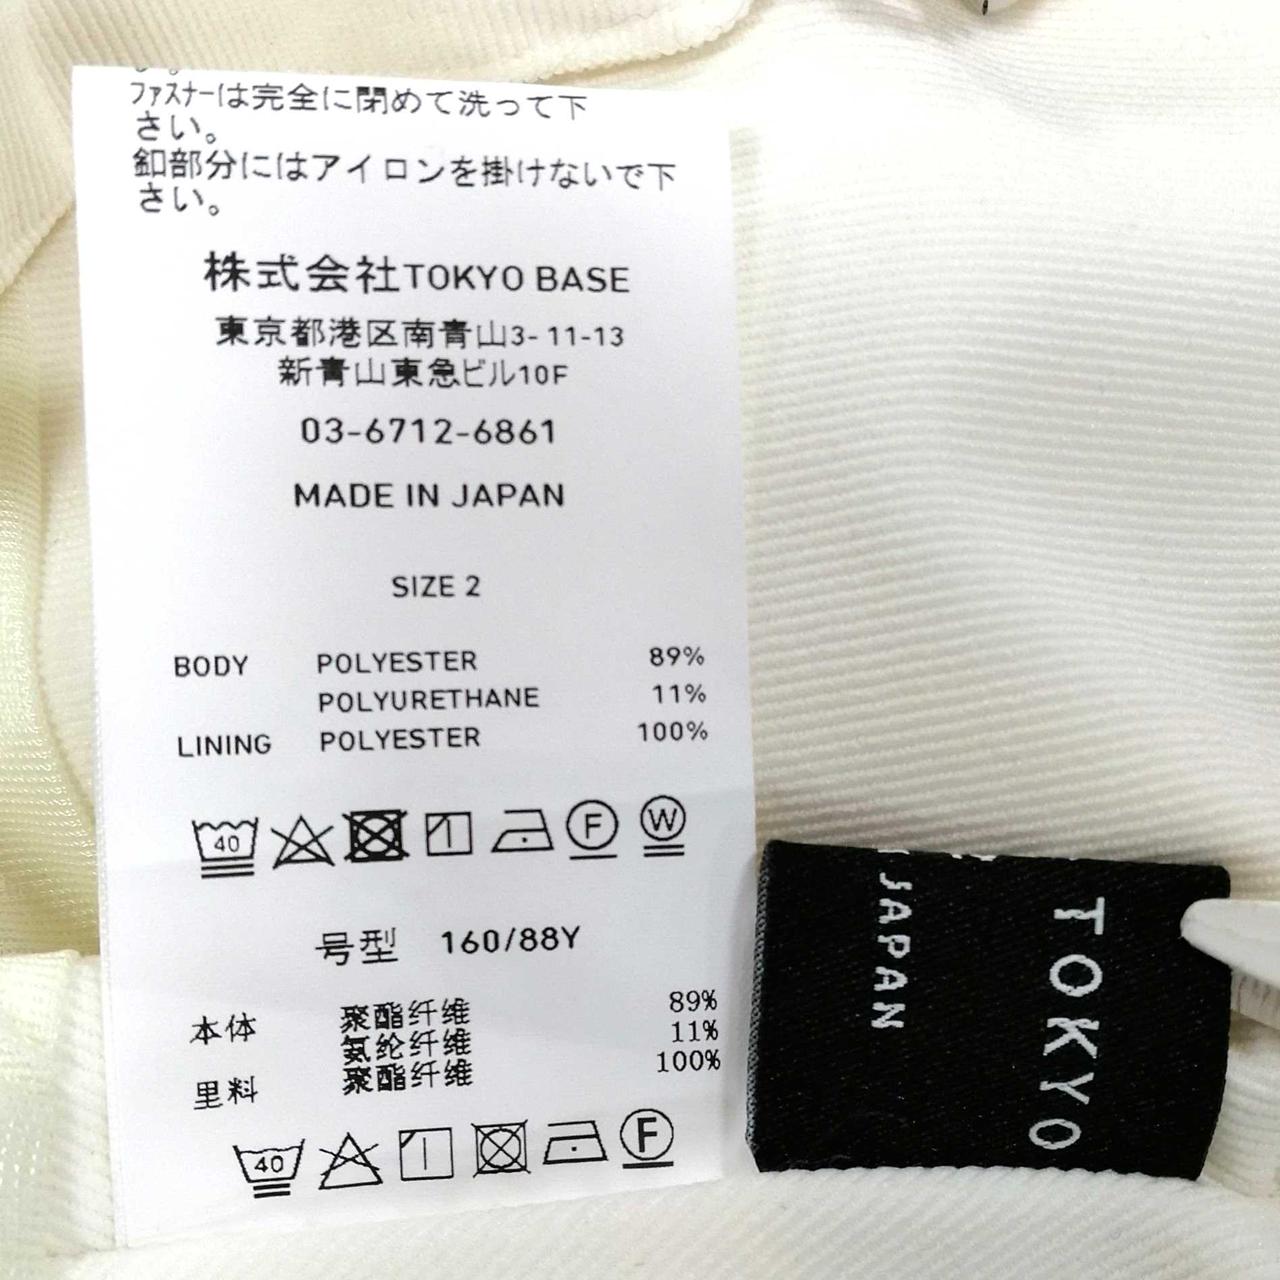 ファスナーは完全に閉めて洗って下
さい。
釦部分にはアイロンを掛けないで下
さい。
株式会社TOKYO BASE
東京都港区南青山3-11-13
新青山東急ビル10F
03-6712-6861
MADE IN JAPAN
SIZE 2
BODY POLYESTER 89%
POLYURETHANE 11%
LINING POLYESTER 100%
40 F W
号型 160/88Y
本体 聚酯纤维 89%
氨纶纤维 11%
里料 聚酯纤维 100%
40 F
TOKYO
JAPAN